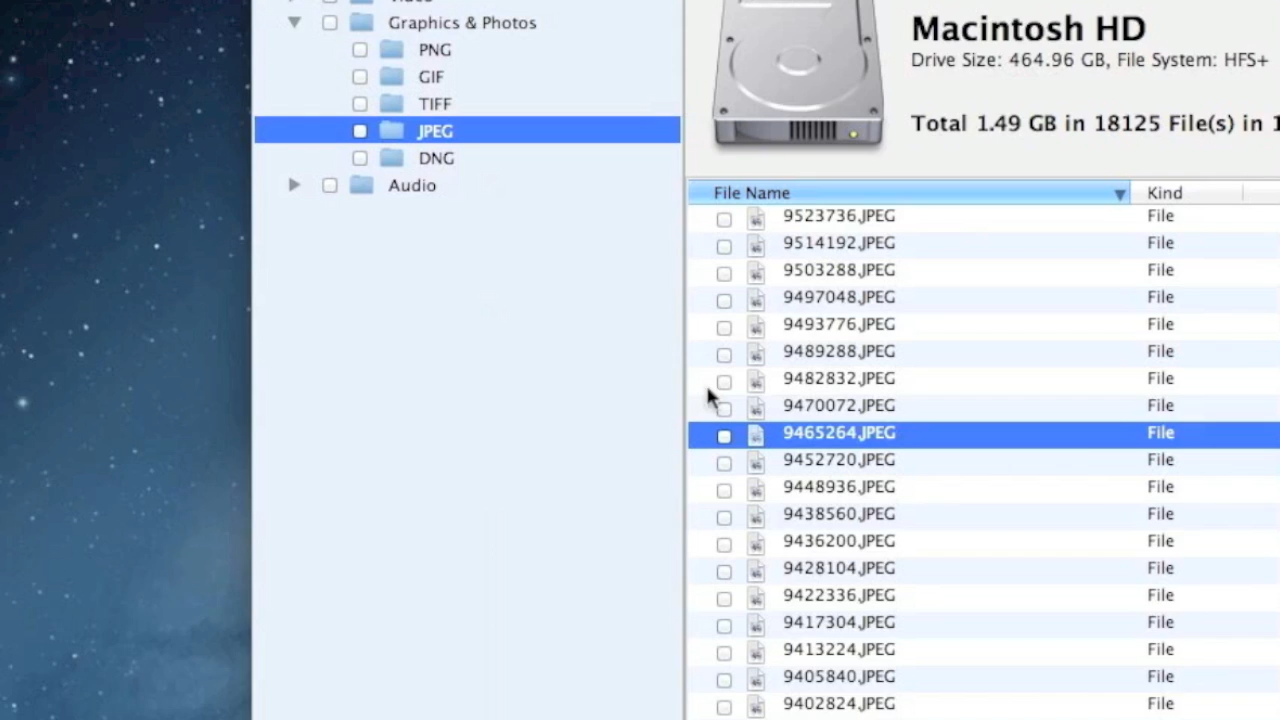 Graphics & Photos
PNG
GIF
TIFF
JPEG
DNG
Audio
Macintosh HD
Drive Size: 464.96 GB, File System: HFS+
Total 1.49 GB in 18125 File(s) in
File Name Kind
9523736.JPEG File
9514192.JPEG File
9503288.JPEG File
9497048.JPEG File
9493776.JPEG File
9489288.JPEG File
9482832.JPEG File
9470072.JPEG File
9465264.JPEG File
9452720.JPEG File
9448936.JPEG File
9438560.JPEG File
9436200.JPEG File
9428104.JPEG File
9422336.JPEG File
9417304.JPEG File
9413224.JPEG File
9405840.JPEG File
9402824.JPEG File